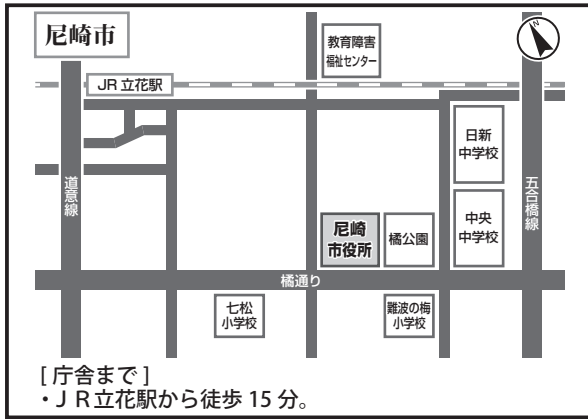 尼崎市
教育障害
福祉センター
N
JR 立花駅
日新
中学校
道意線
五合橋線
尼崎
市役所
橘公園
中央
中学校
橘通り
七松
小学校
難波の梅
小学校
[ 庁舎まで ]
・ＪＲ立花駅から徒歩 15 分。